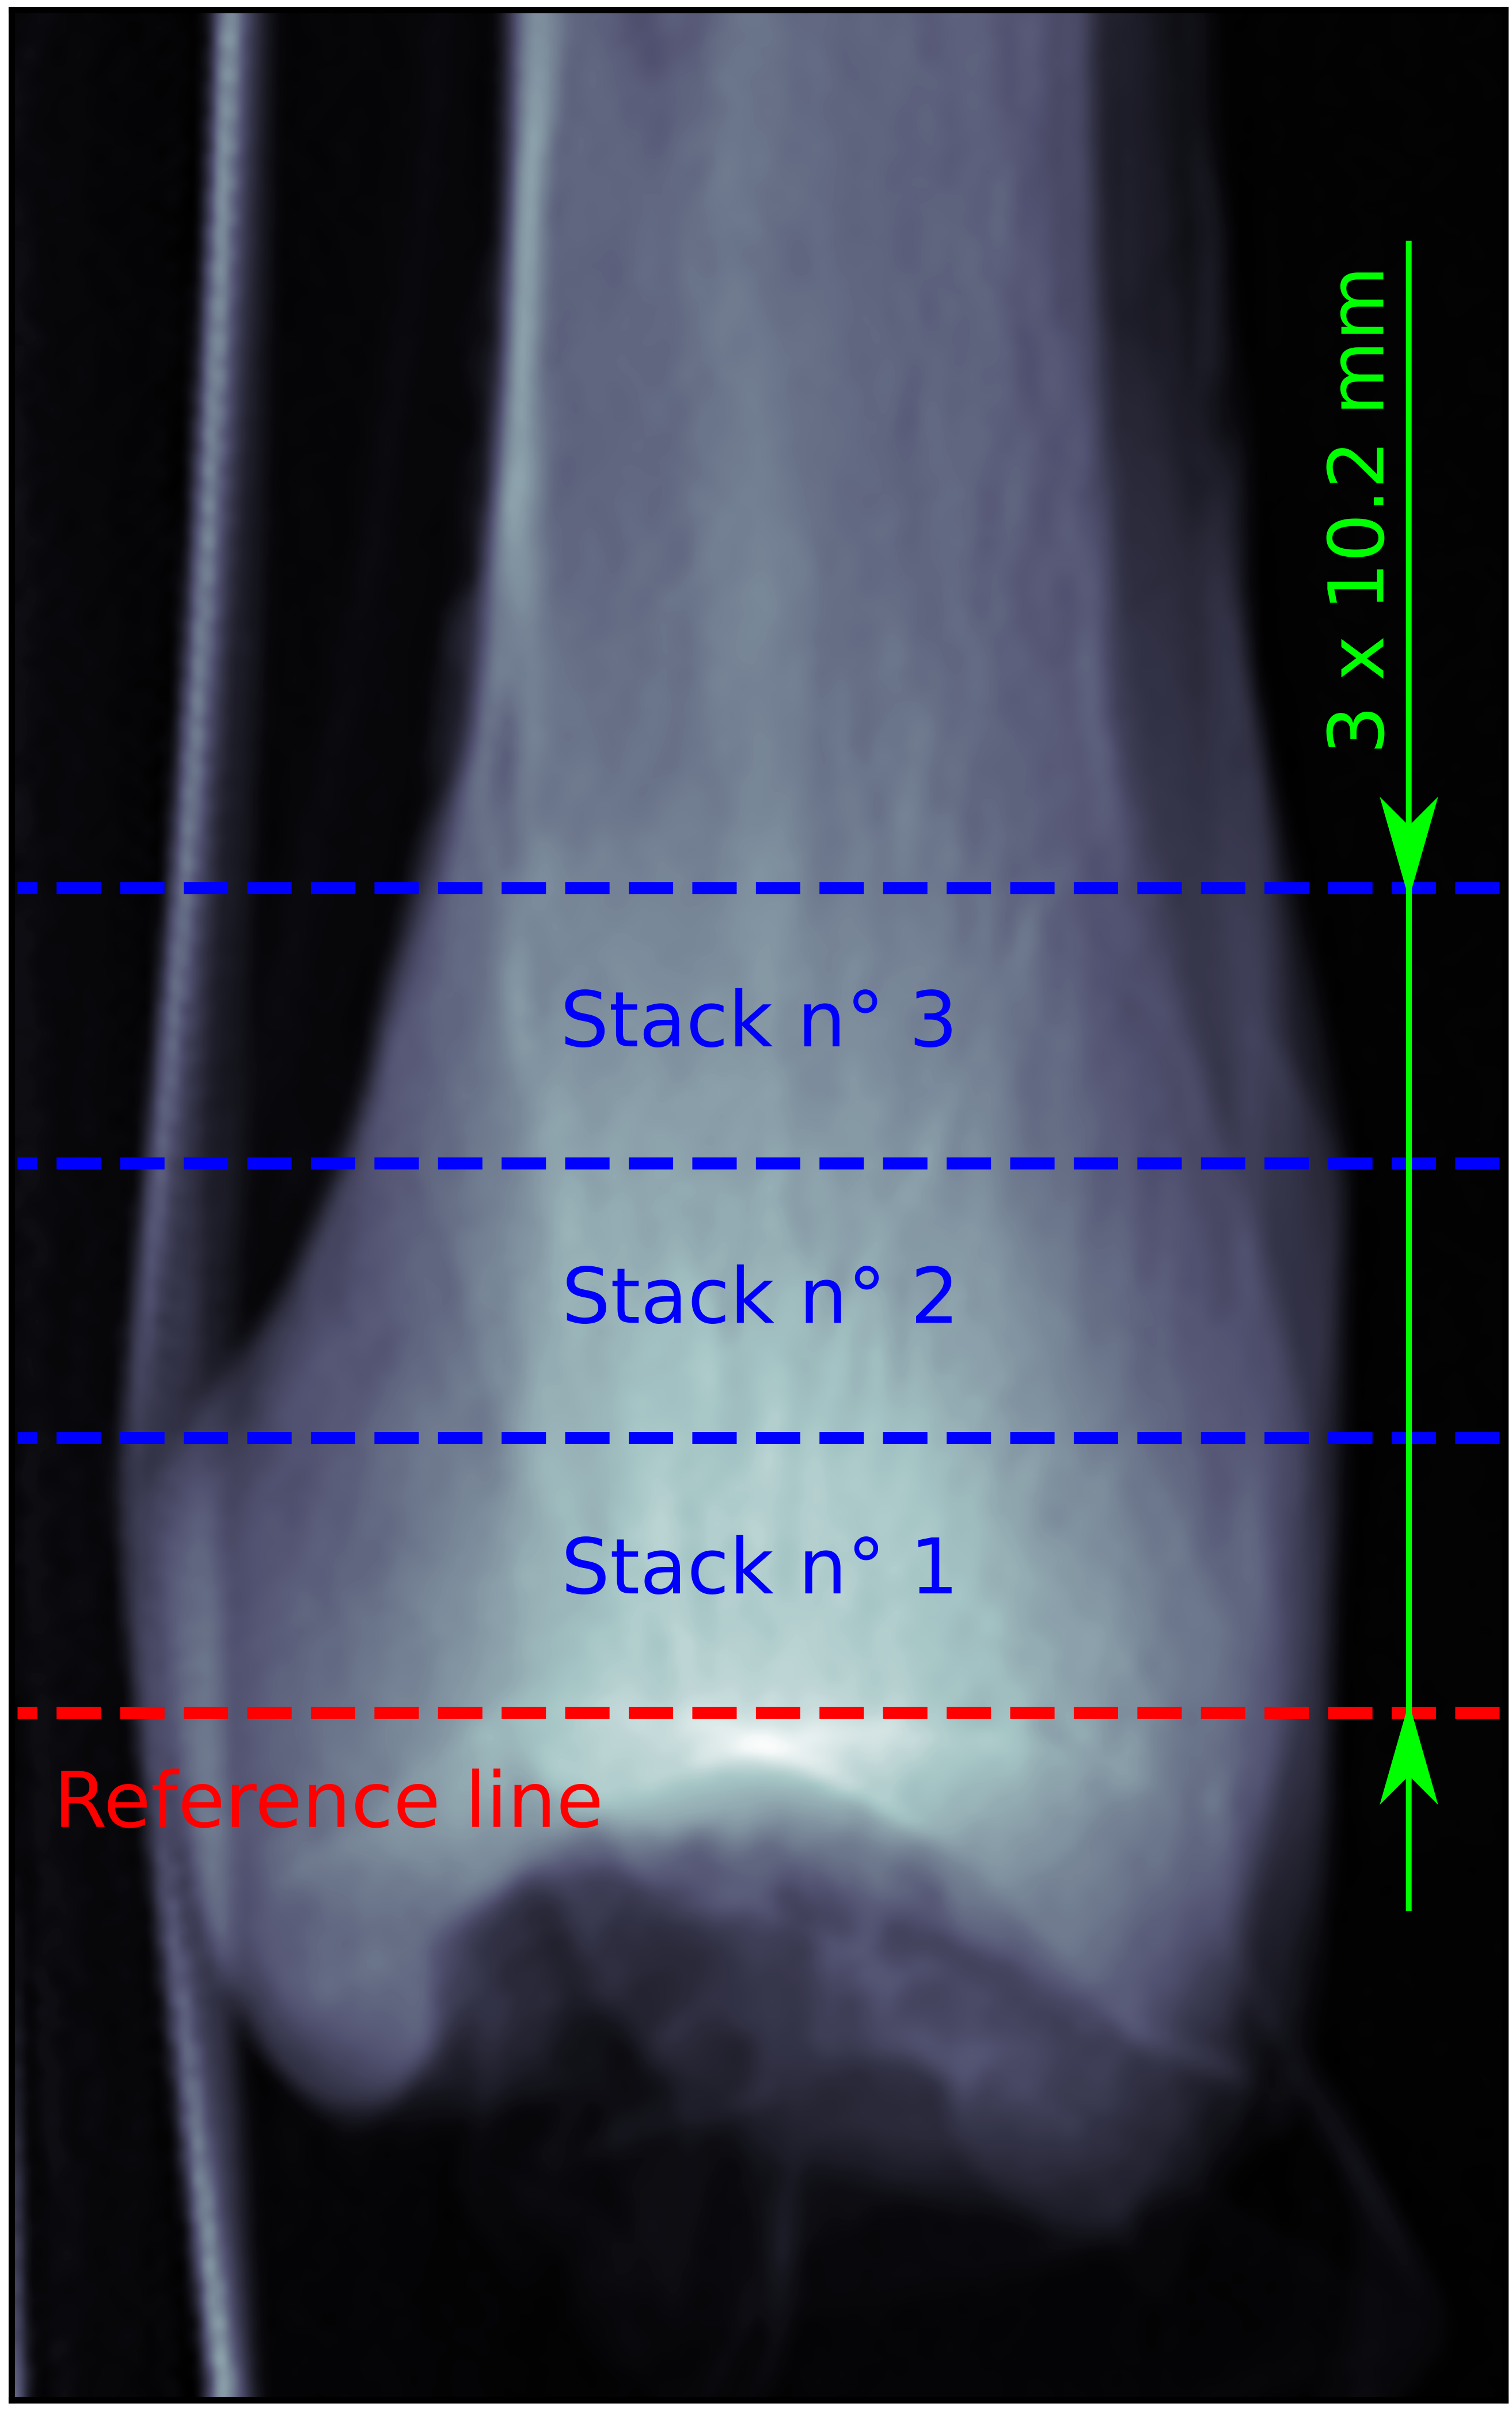 3 x 10.2 mm
Stack n° 3
Stack n° 2
Stack n° 1
Reference line